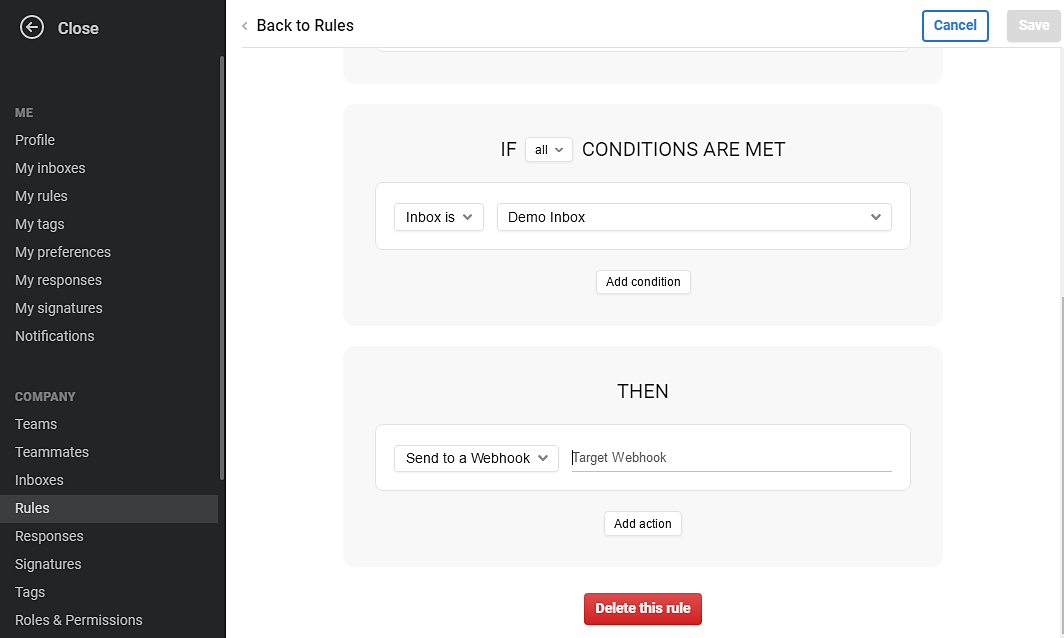 Close
ME
Profile
My inboxes
My rules
My tags
My preferences
My responses
My signatures
Notifications
COMPANY
Teams
Teammates
Inboxes
Rules
Responses
Signatures
Tags
Roles & Permissions
Back to Rules
Cancel
Save
IF all CONDITIONS ARE MET
Inbox is Demo Inbox
Add condition
THEN
Send to a Webhook Target Webhook
Add action
Delete this rule